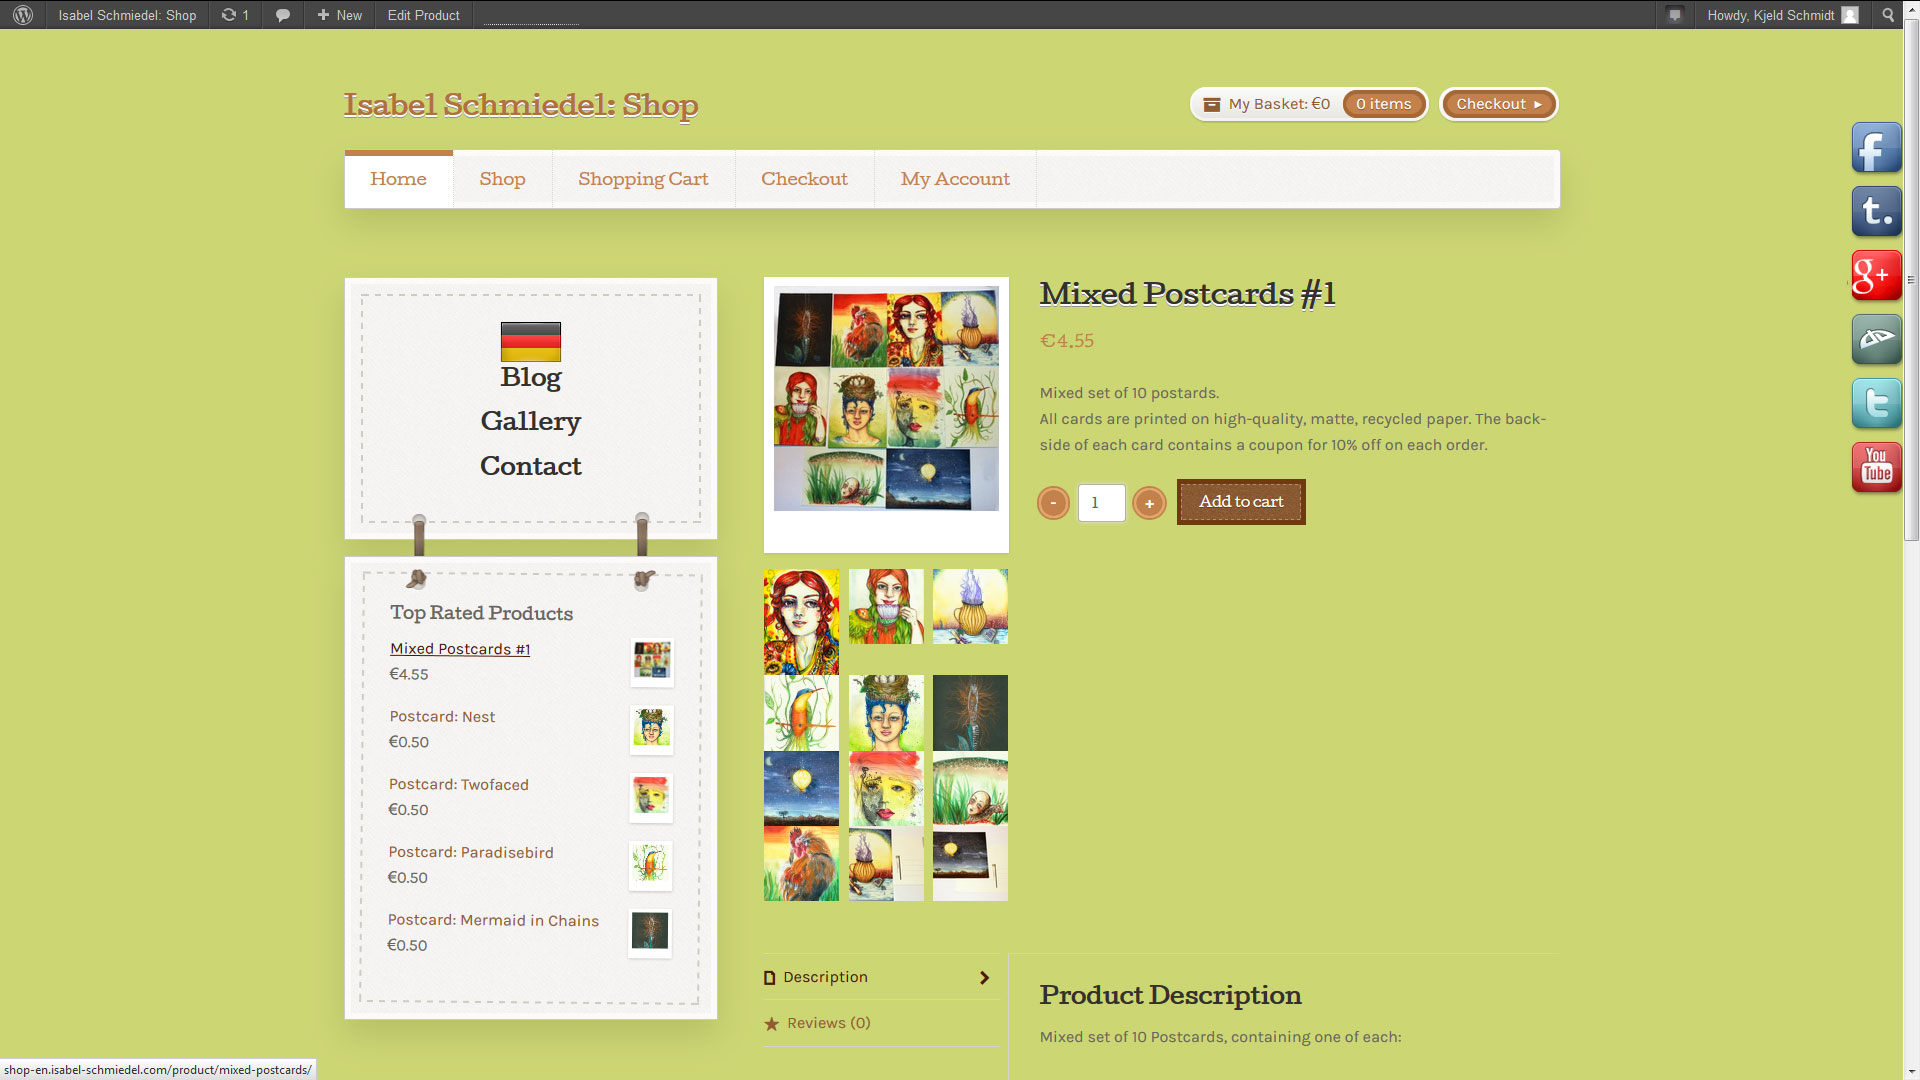 Isabel Schmiedel: Shop
1
New
Edit Product
Howdy, Kjeld Schmidt
Isabel Schmiedel: Shop
My Basket: €0
0 items
Checkout ▸
Home
Shop
Shopping Cart
Checkout
My Account
f
t.
g+
t
You
Tube
Blog
Gallery
Contact
Mixed Postcards #1
€4.55
Mixed set of 10 postards.
All cards are printed on high-quality, matte, recycled paper. The back-
side of each card contains a coupon for 10% off on each order.
-
1
+
Add to cart
Top Rated Products
Mixed Postcards #1
€4.55
Postcard: Nest
€0.50
Postcard: Twofaced
€0.50
Postcard: Paradisebird
€0.50
Postcard: Mermaid in Chains
€0.50
Description
Reviews (0)
Product Description
Mixed set of 10 Postcards, containing one of each:
shop-en.isabel-schmiedel.com/product/mixed-postcards/